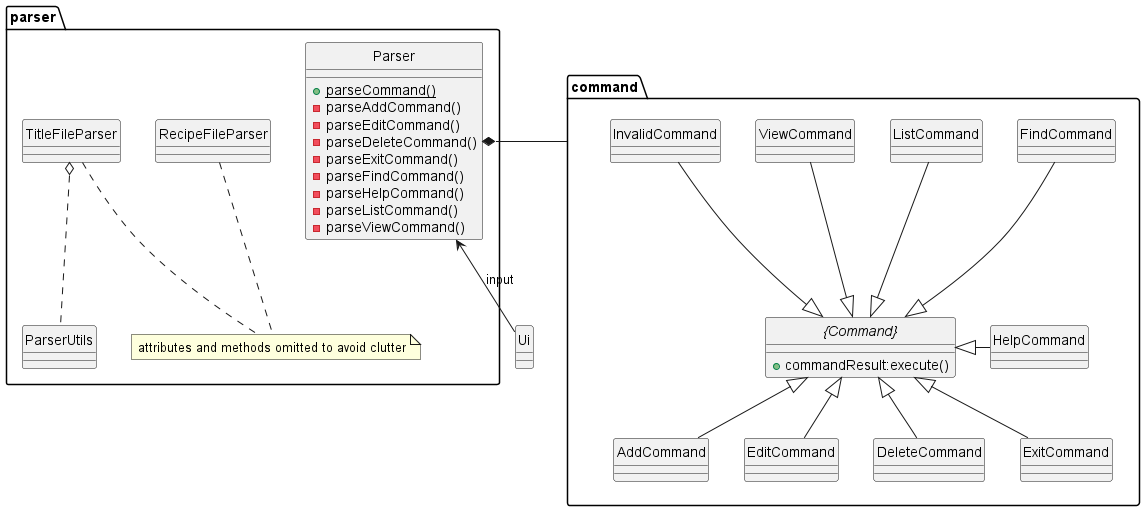 parser
Parser
parseCommand()
parseAddCommand()
parseEditCommand()
parseDeleteCommand()
parseExitCommand()
parseFindCommand()
parseHelpCommand()
parseListCommand()
parseViewCommand()
TitleFileParser
RecipeFileParser
ParserUtils
attributes and methods omitted to avoid clutter
input
Ui
command
InvalidCommand
ViewCommand
ListCommand
FindCommand
{Command}
commandResult:execute()
HelpCommand
AddCommand
EditCommand
DeleteCommand
ExitCommand